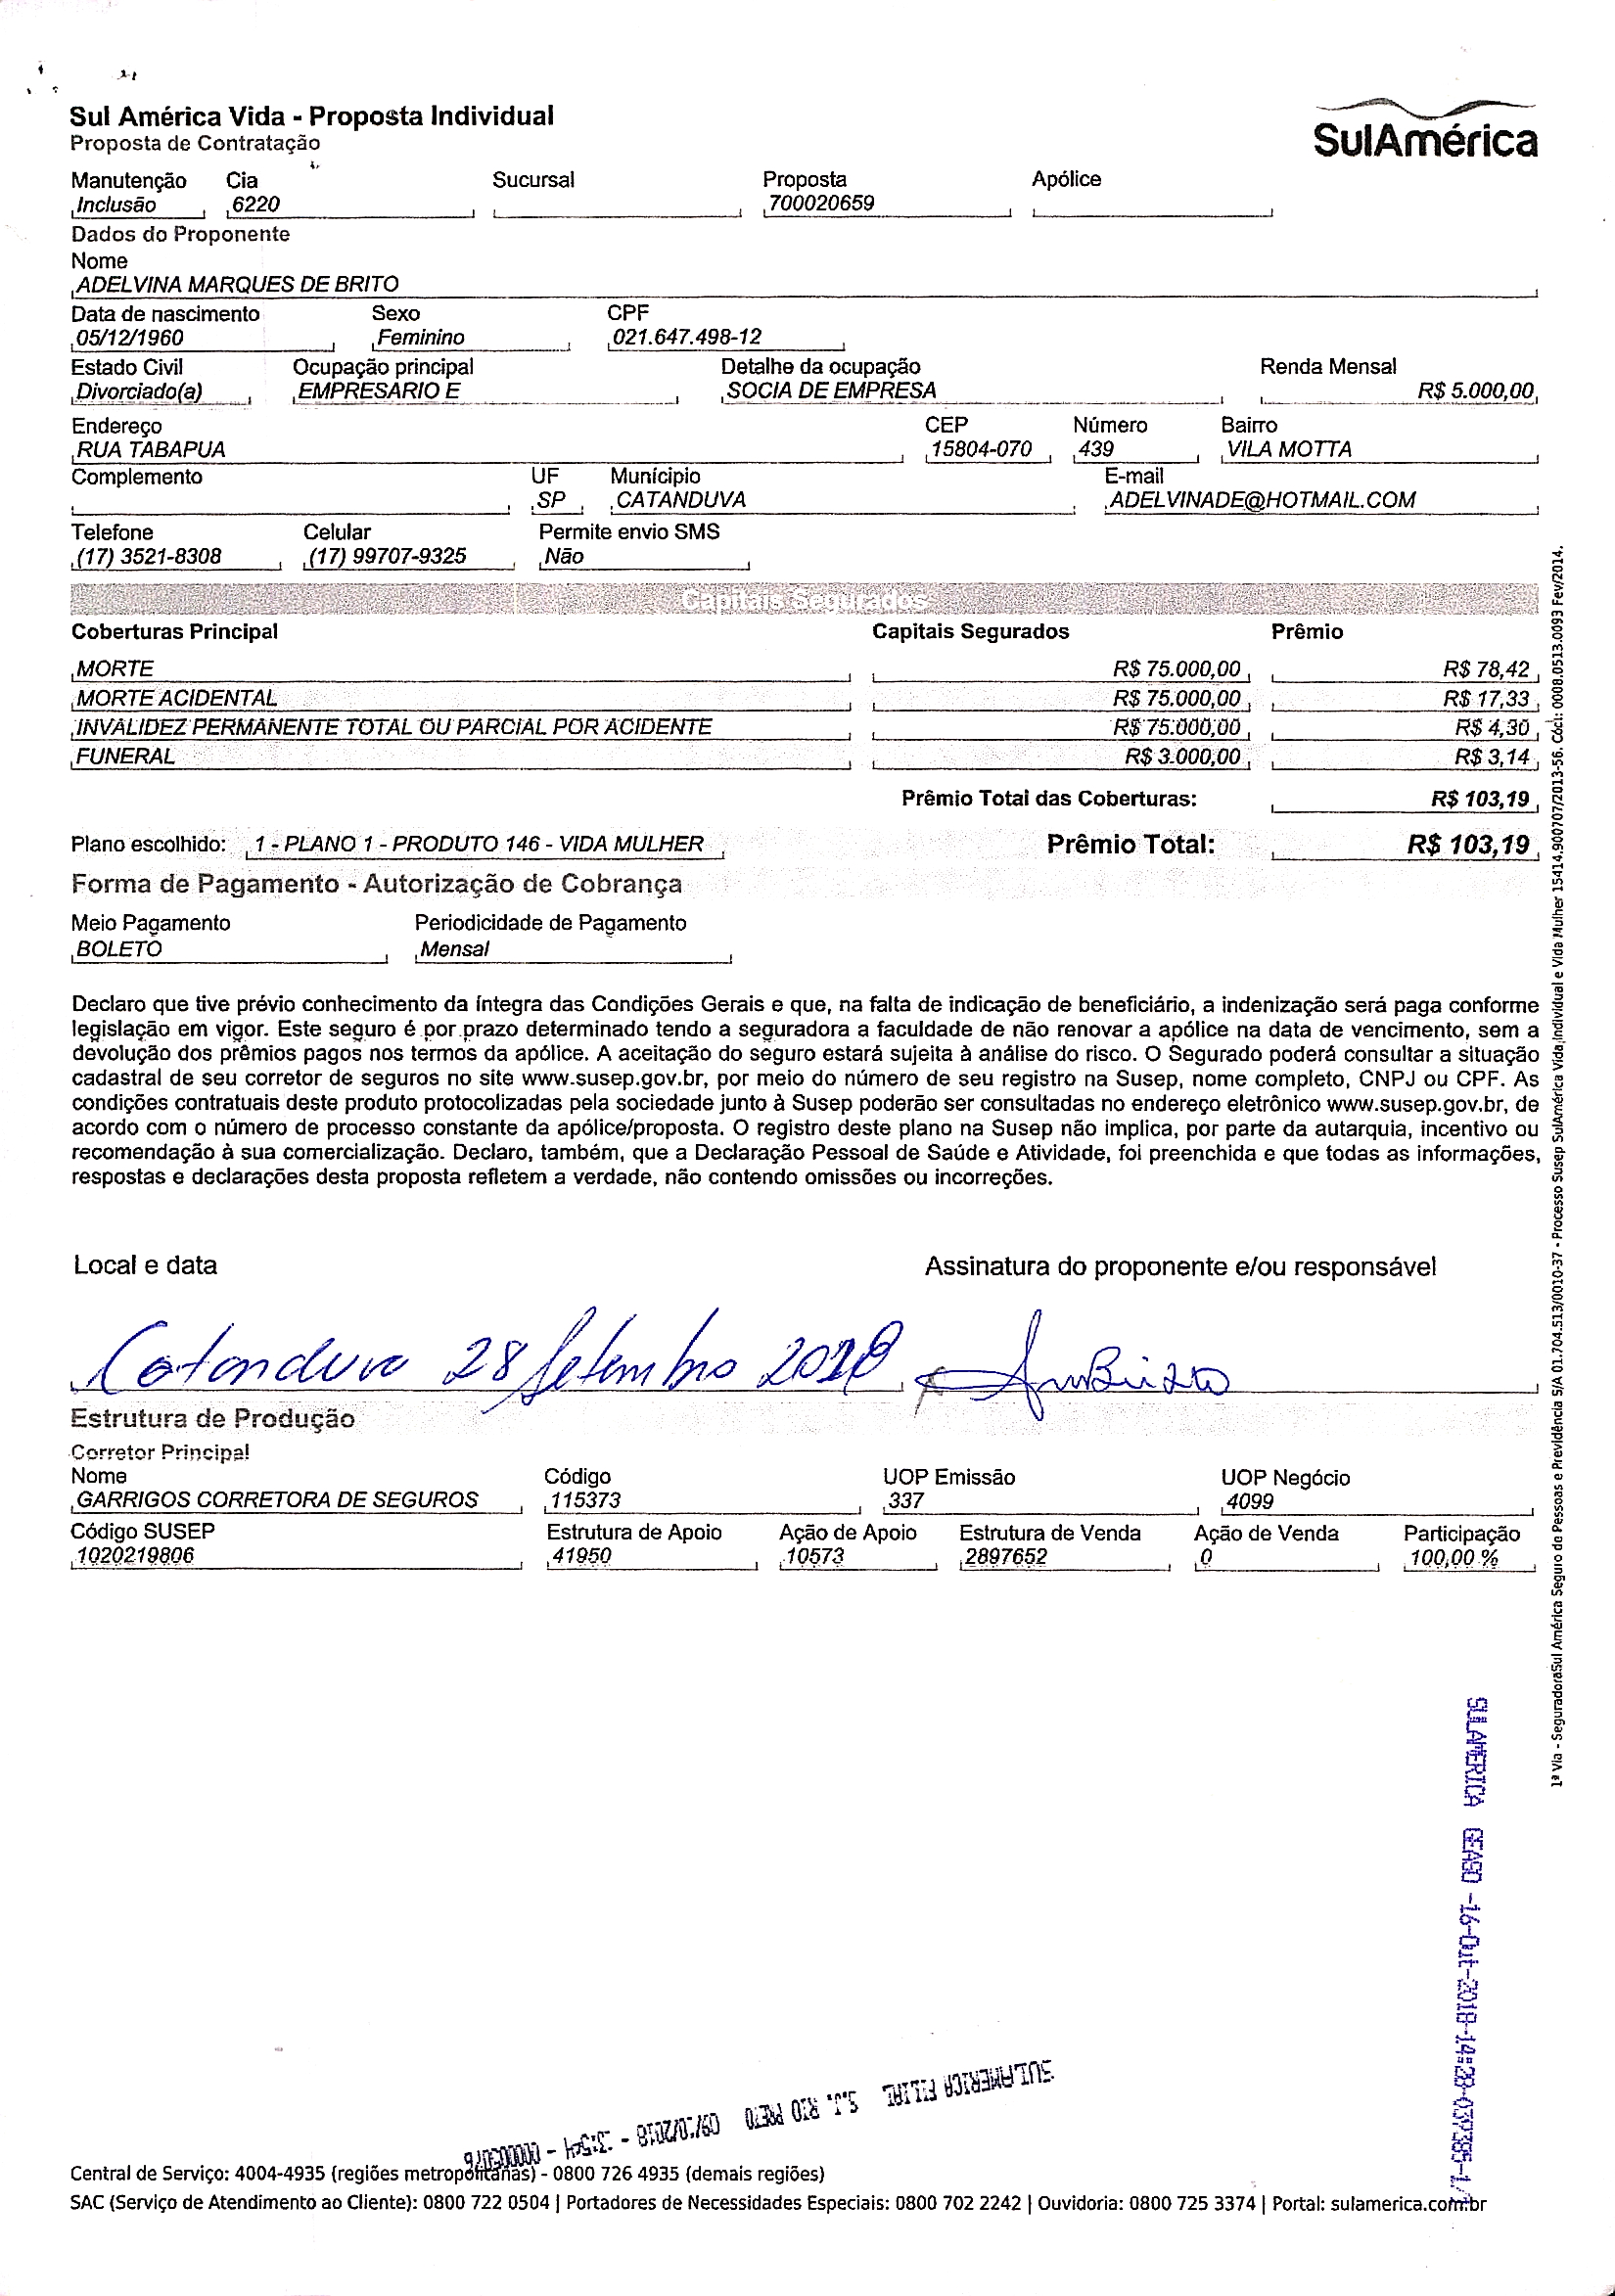 Sul América Vida - Proposta Individual
Proposta de Contratação
SulAmérica
Manutenção Cia Sucursal Proposta Apólice
Inclusão 6220 700020659
Dados do Proponente
Nome
ADELVINA MARQUES DE BRITO
Data de nascimento Sexo CPF
05/12/1960 Feminino 021.647.498-12
Estado Civil Ocupação principal Detalhe da ocupação Renda Mensal
Divorciado(a) EMPRESARIO E SOCIA DE EMPRESA R$ 5.000,00
Endereço CEP Número Bairro
RUA TABAPUA 15804-070 439 VILA MOTTA
Complemento UF Município E-mail
SP CATANDUVA ADELVINADE@HOTMAIL.COM
Telefone Celular Permite envio SMS
(17) 3521-8308 (17) 99707-9325 Não
Capitais Segurados
Coberturas Principal Capitais Segurados Prêmio
MORTE R$ 75.000,00 R$ 78,42
MORTE ACIDENTAL R$ 75.000,00 R$ 17,33
INVALIDEZ PERMANENTE TOTAL OU PARCIAL POR ACIDENTE R$ 75.000,00 R$ 4,30
FUNERAL R$ 3.000,00 R$ 3,14
Prêmio Total das Coberturas: R$ 103,19
Plano escolhido: 1 - PLANO 1 - PRODUTO 146 - VIDA MULHER Prêmio Total: R$ 103,19
Forma de Pagamento - Autorização de Cobrança
Meio Pagamento Periodicidade de Pagamento
BOLETO Mensal
Declaro que tive prévio conhecimento da íntegra das Condições Gerais e que, na falta de indicação de beneficiário, a indenização será paga conforme
legislação em vigor. Este seguro é por prazo determinado tendo a seguradora a faculdade de não renovar a apólice na data de vencimento, sem a
devolução dos prêmios pagos nos termos da apólice. A aceitação do seguro estará sujeita à análise do risco. O Segurado poderá consultar a situação
cadastral de seu corretor de seguros no site www.susep.gov.br, por meio do número de seu registro na Susep, nome completo, CNPJ ou CPF. As
condições contratuais deste produto protocolizadas pela sociedade junto à Susep poderão ser consultadas no endereço eletrônico www.susep.gov.br, de
acordo com o número de processo constante da apólice/proposta. O registro deste plano na Susep não implica, por parte da autarquia, incentivo ou
recomendação à sua comercialização. Declaro, também, que a Declaração Pessoal de Saúde e Atividade, foi preenchida e que todas as informações,
respostas e declarações desta proposta refletem a verdade, não contendo omissões ou incorreções.
Local e data Assinatura do proponente e/ou responsável
Catanduva 28 Setembro 2018
Estrutura de Produção
Corretor Principal
Nome Código UOP Emissão UOP Negócio
GARRIGOS CORRETORA DE SEGUROS 115373 337 4099
Código SUSEP Estrutura de Apoio Ação de Apoio Estrutura de Venda Ação de Venda Participação
1020219806 41950 10573 2897652 0 100,00 %
1ª Via - Seguradora Sul América Seguro de Pessoas e Previdência S/A 01.704.513/0010-37 - Processo Susep SulAmérica Vida Individual e Vida Mulher 15414.900707/2013-56. Cód.: 0008.0513.0093 Fev/2014.
SULAMERICA GEASO -16-Out-2018-14:28-039385-1/1
SULAMERICA FILIAL S.J. RIO PRETO
Central de Serviço: 4004-4935 (regiões metropolitanas) - 0800 726 4935 (demais regiões)
SAC (Serviço de Atendimento ao Cliente): 0800 722 0504 | Portadores de Necessidades Especiais: 0800 702 2242 | Ouvidoria: 0800 725 3374 | Portal: sulamerica.com.br